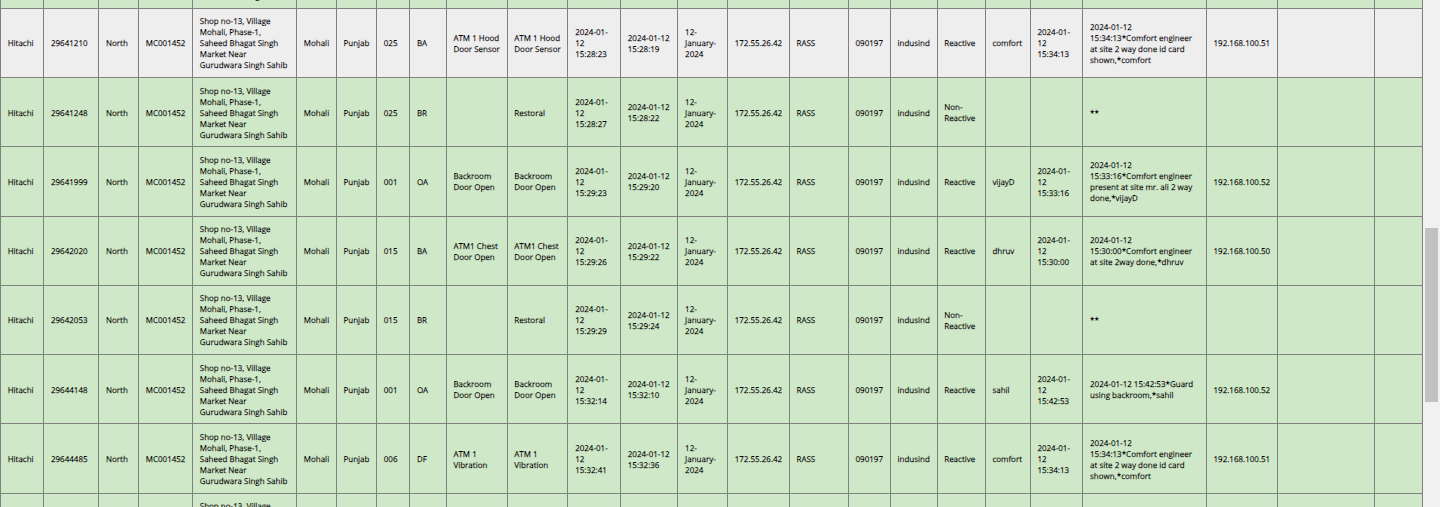 Hitachi 29641210 North MC001452 Shop no-13, Village Mohali, Phase-1, Saheed Bhagat Singh Market Near Gurudwara Singh Sahib Mohali Punjab 025 BA ATM 1 Hood Door Sensor ATM 1 Hood Door Sensor 2024-01-12 15:28:23 2024-01-12 15:28:19 12-January-2024 172.55.26.42 RASS 090197 indusind Reactive comfort 2024-01-12 15:34:13 2024-01-12 15:34:13*Comfort engineer at site 2 way done id card shown,*comfort 192.168.100.51
Hitachi 29641248 North MC001452 Shop no-13, Village Mohali, Phase-1, Saheed Bhagat Singh Market Near Gurudwara Singh Sahib Mohali Punjab 025 BR Restoral 2024-01-12 15:28:27 2024-01-12 15:28:22 12-January-2024 172.55.26.42 RASS 090197 indusind Non-Reactive **
Hitachi 29641999 North MC001452 Shop no-13, Village Mohali, Phase-1, Saheed Bhagat Singh Market Near Gurudwara Singh Sahib Mohali Punjab 001 OA Backroom Door Open Backroom Door Open 2024-01-12 15:29:23 2024-01-12 15:29:20 12-January-2024 172.55.26.42 RASS 090197 indusind Reactive vijayD 2024-01-12 15:33:16 2024-01-12 15:33:16*Comfort engineer present at site mr. ali 2 way done,*vijayD 192.168.100.52
Hitachi 29642020 North MC001452 Shop no-13, Village Mohali, Phase-1, Saheed Bhagat Singh Market Near Gurudwara Singh Sahib Mohali Punjab 015 BA ATM1 Chest Door Open ATM1 Chest Door Open 2024-01-12 15:29:26 2024-01-12 15:29:22 12-January-2024 172.55.26.42 RASS 090197 indusind Reactive dhruv 2024-01-12 15:30:00 2024-01-12 15:30:00*Comfort engineer at site 2way done,*dhruv 192.168.100.50
Hitachi 29642053 North MC001452 Shop no-13, Village Mohali, Phase-1, Saheed Bhagat Singh Market Near Gurudwara Singh Sahib Mohali Punjab 015 BR Restoral 2024-01-12 15:29:29 2024-01-12 15:29:24 12-January-2024 172.55.26.42 RASS 090197 indusind Non-Reactive **
Hitachi 29644148 North MC001452 Shop no-13, Village Mohali, Phase-1, Saheed Bhagat Singh Market Near Gurudwara Singh Sahib Mohali Punjab 001 OA Backroom Door Open Backroom Door Open 2024-01-12 15:32:14 2024-01-12 15:32:10 12-January-2024 172.55.26.42 RASS 090197 indusind Reactive sahil 2024-01-12 15:42:53 2024-01-12 15:42:53*Guard using backroom,*sahil 192.168.100.52
Hitachi 29644485 North MC001452 Shop no-13, Village Mohali, Phase-1, Saheed Bhagat Singh Market Near Gurudwara Singh Sahib Mohali Punjab 006 DF ATM 1 Vibration ATM 1 Vibration 2024-01-12 15:32:41 2024-01-12 15:32:36 12-January-2024 172.55.26.42 RASS 090197 indusind Reactive comfort 2024-01-12 15:34:13 2024-01-12 15:34:13*Comfort engineer at site 2 way done id card shown,*comfort 192.168.100.51
Shop no-13, Village